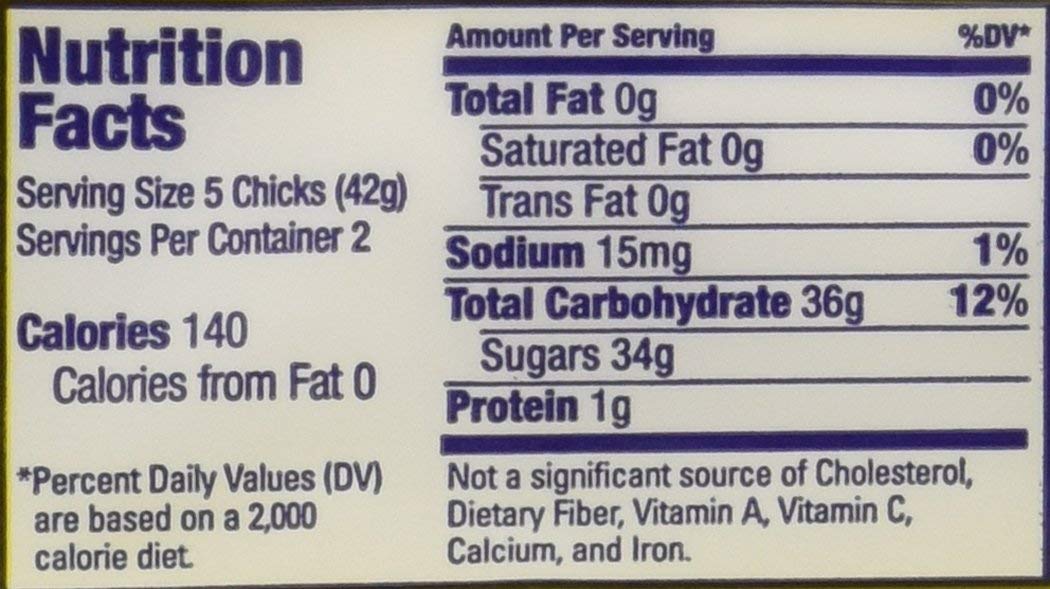 Nutrition
Facts
Serving Size 5 Chicks (42g)
Servings Per Container 2
Calories 140
Calories from Fat 0
*Percent Daily Values (DV)
are based on a 2,000
calorie diet.
Amount Per Serving %DV*
Total Fat 0g 0%
Saturated Fat 0g 0%
Trans Fat 0g
Sodium 15mg 1%
Total Carbohydrate 36g 12%
Sugars 34g
Protein 1g
Not a significant source of Cholesterol,
Dietary Fiber, Vitamin A, Vitamin C,
Calcium, and Iron.